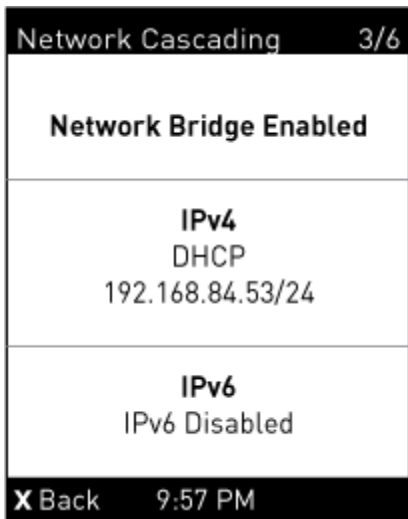 Network Cascading 3/6
Network Bridge Enabled
IPv4
DHCP
192.168.84.53/24
IPv6
IPv6 Disabled
X Back 9:57 PM